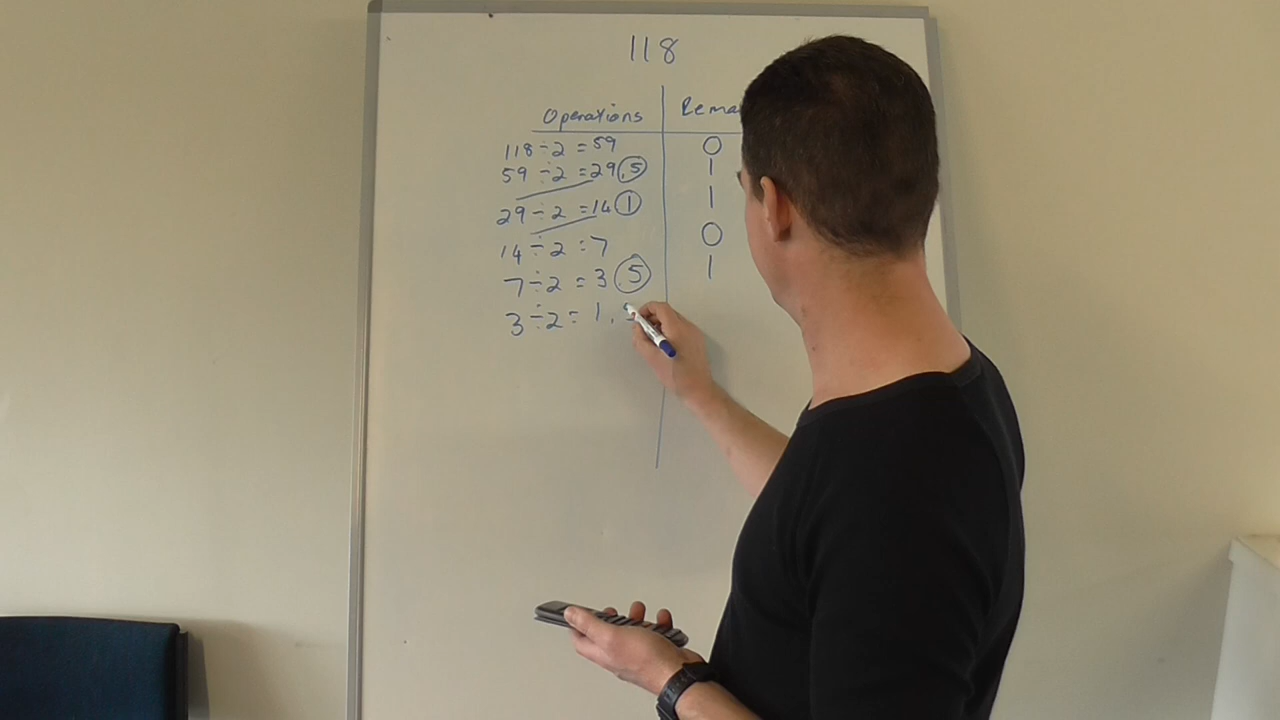 118
Operations
118 ÷ 2 = 59 0
59 ÷ 2 = 29 .5 1
29 ÷ 2 = 14 1 1
14 ÷ 2 = 7 0
7 ÷ 2 = 3 .5 1
3 ÷ 2 = 1.